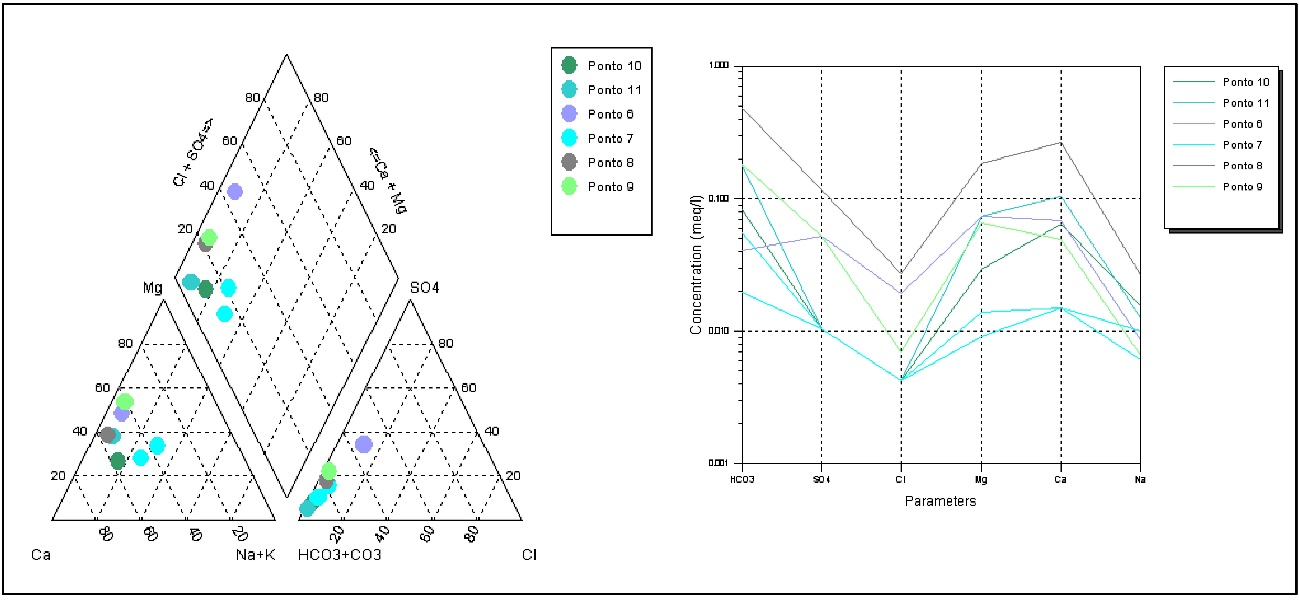 80 80
60 60
40 40
20 20
Cl + SO4=>
<=Ca + Mg
Mg
SO4
80 80
60 60
40 40
20 20
80 60 40 20
20 40 60 80
Ca Na+K HCO3+CO3 Cl
Ponto 10
Ponto 11
Ponto 6
Ponto 7
Ponto 8
Ponto 9
Concentration (meq/l)
1.000
0.100
0.010
0.001
HCO3 SO4 Cl Mg Ca Na
Parameters
Ponto 10
Ponto 11
Ponto 6
Ponto 7
Ponto 8
Ponto 9